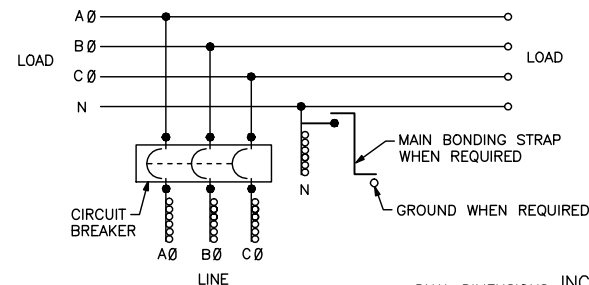 AØ
BØ
LOAD
LOAD
CØ
N
MAIN BONDING STRAP
WHEN REQUIRED
N
GROUND WHEN REQUIRED
CIRCUIT
BREAKER
AØ BØ CØ
LINE
INC